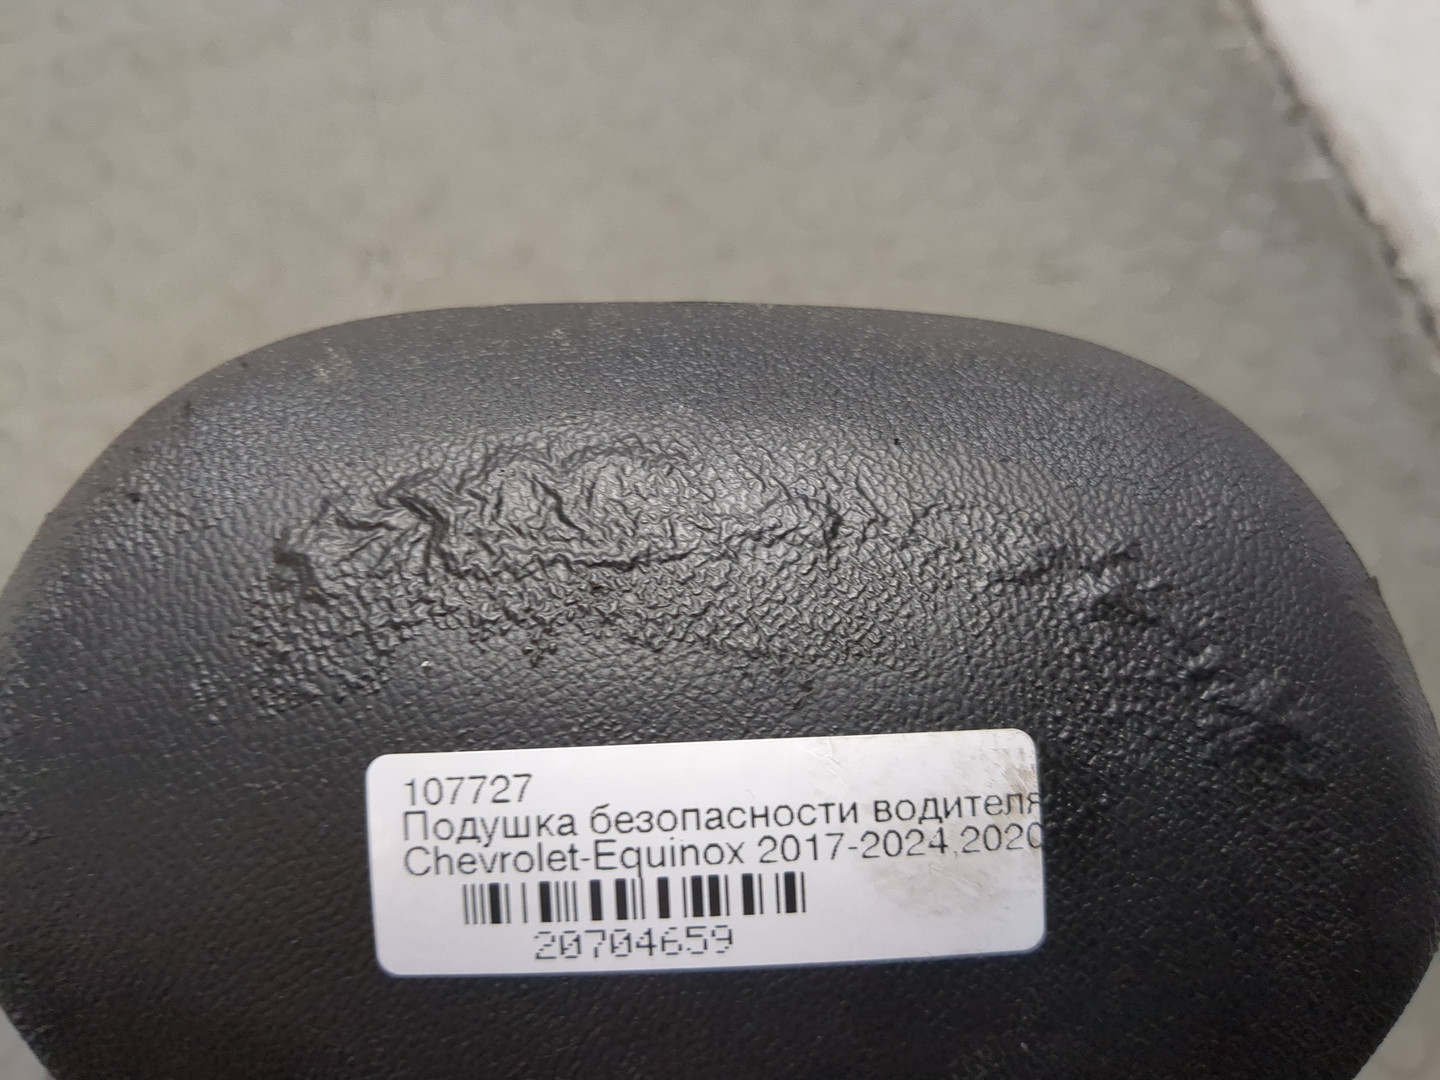 107727
Подушка безопасности водителя
Chevrolet-Equinox 2017-2024,2020
20704659